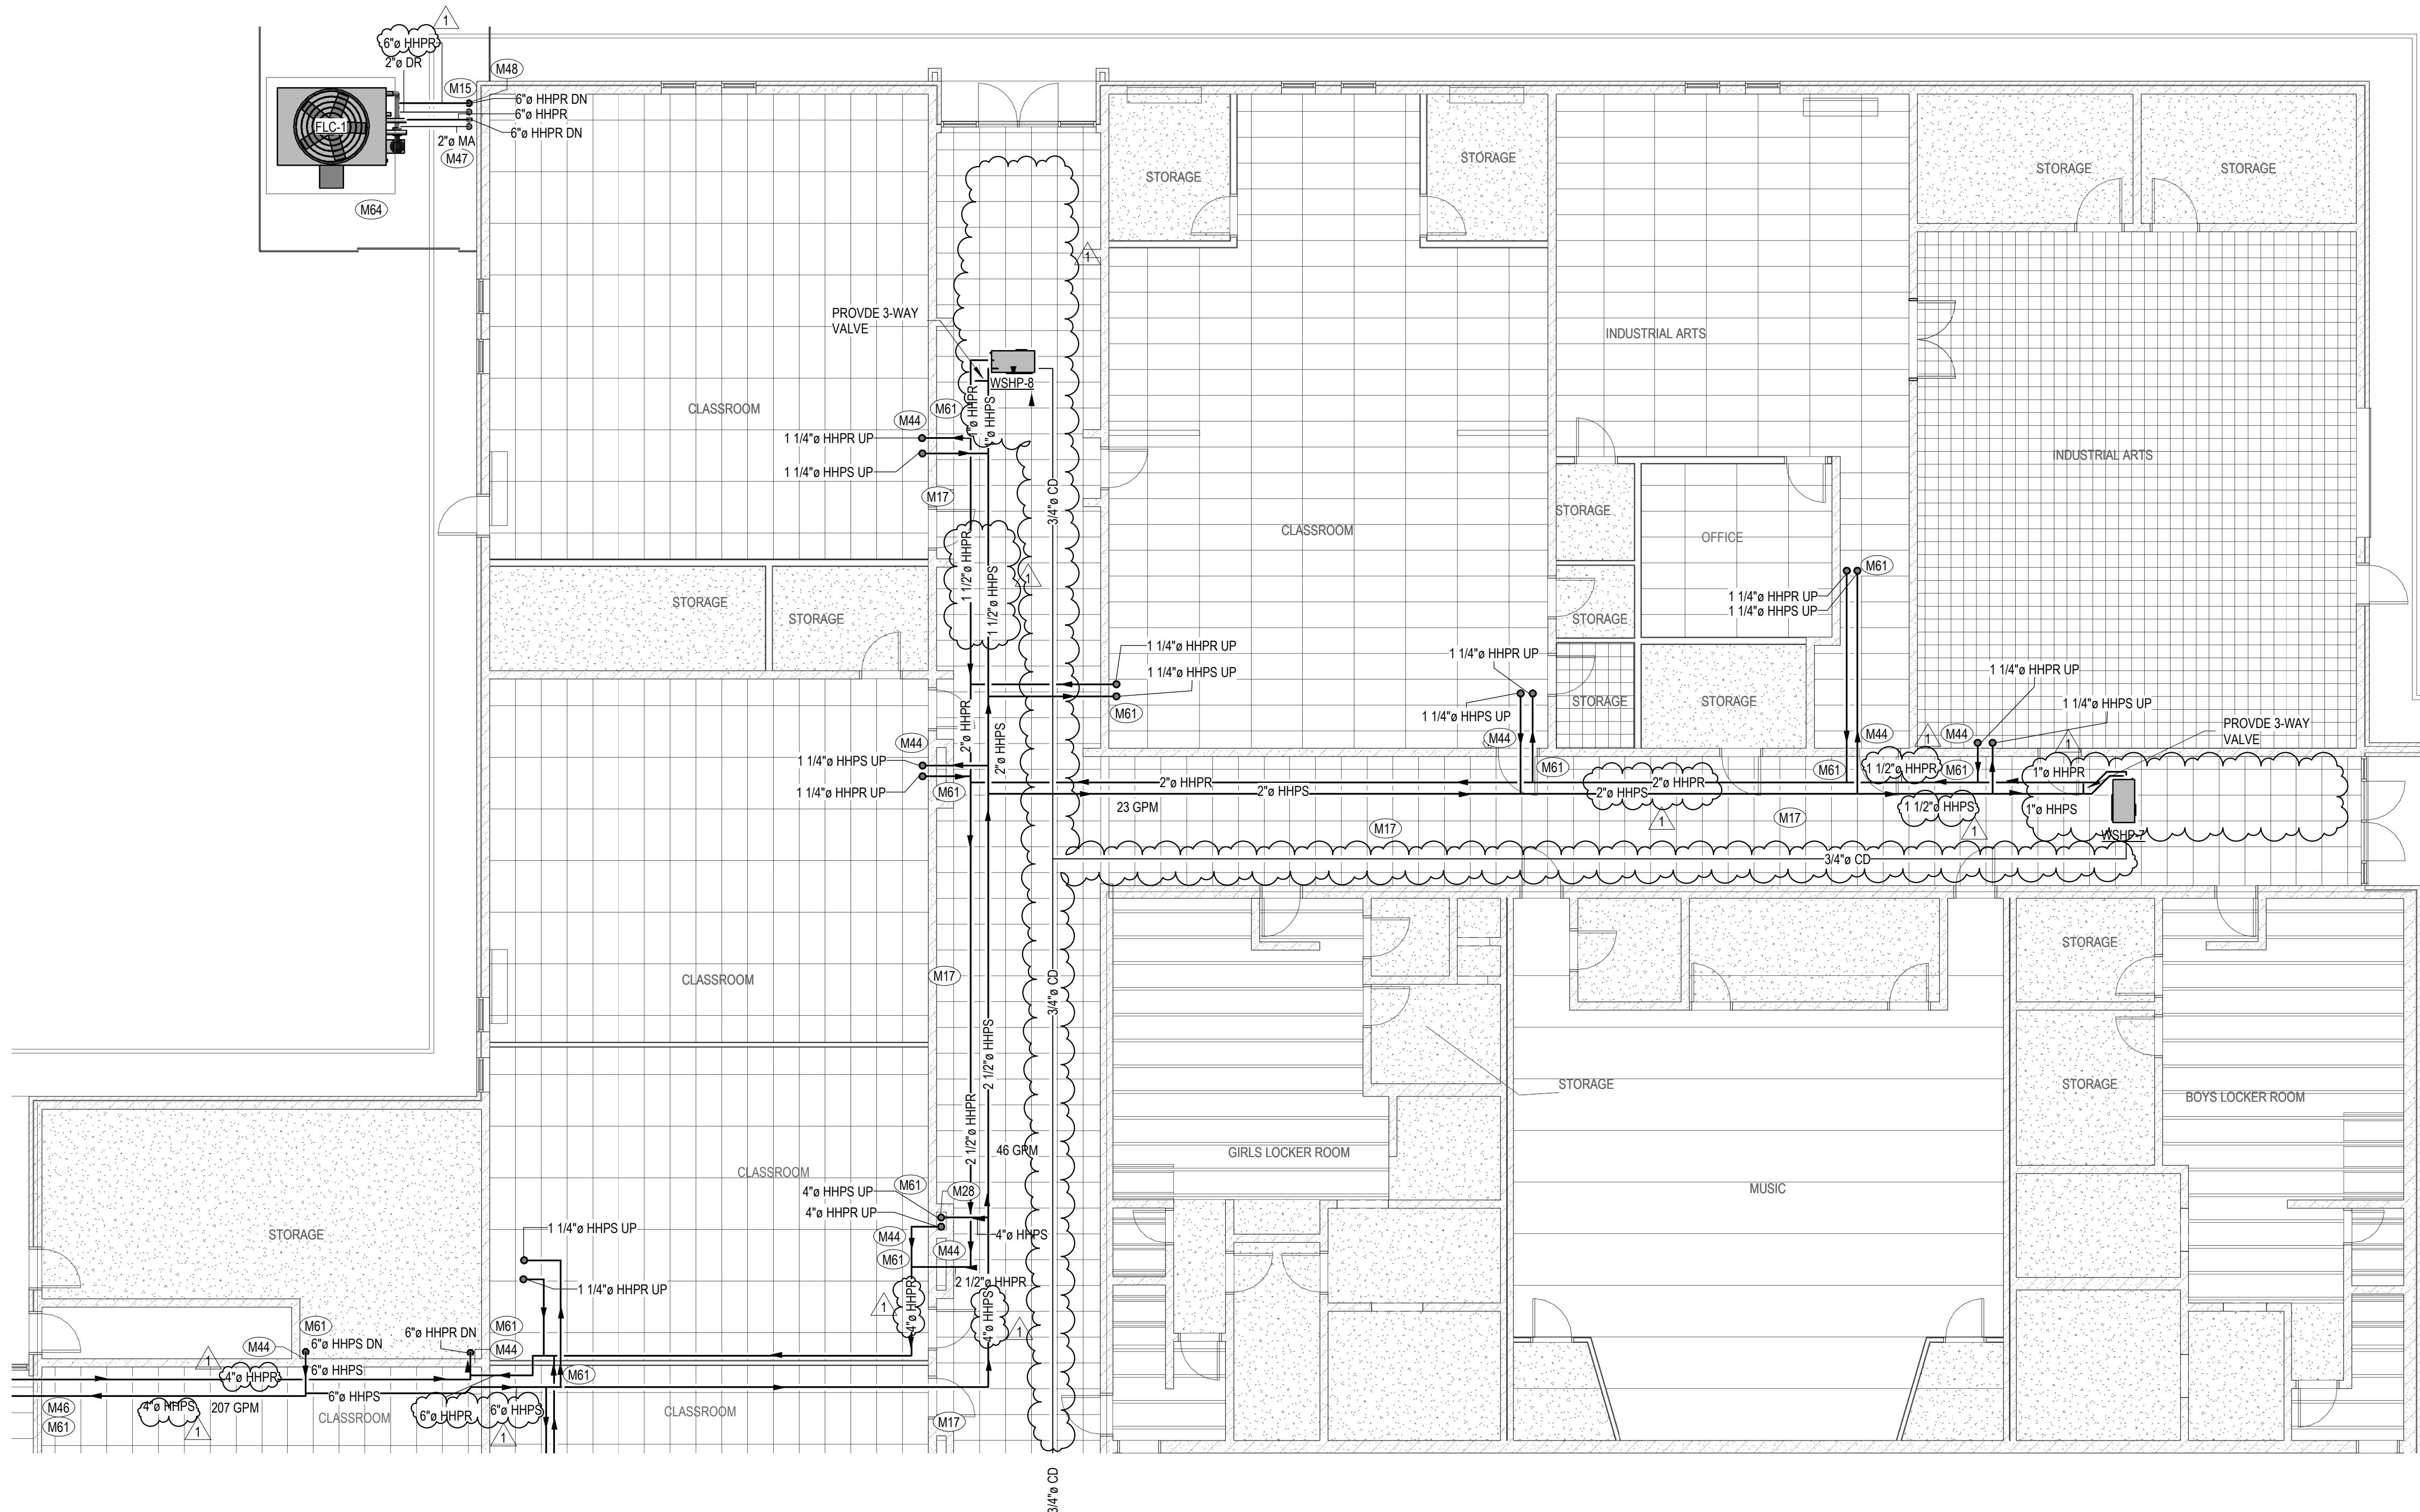 1
6"ø HHPR
2"ø DR
M48
M15
6"ø HHPR DN
6"ø HHPR
6"ø HHPR DN
FLC-1
2"ø MA
M47
M64
STORAGE
STORAGE
STORAGE
STORAGE
1
PROVDE 3-WAY
VALVE
INDUSTRIAL ARTS
WSHP-8
CLASSROOM
M61
M44
1"ø HHPR
1"ø HHPS
1 1/4"ø HHPR UP
1 1/4"ø HHPS UP
INDUSTRIAL ARTS
M17
3/4"ø CD
STORAGE
CLASSROOM
OFFICE
1 1/2"ø HHPR
1 1/2"ø HHPS
1
M61
1 1/4"ø HHPR UP
1 1/4"ø HHPS UP
STORAGE
STORAGE
STORAGE
1 1/4"ø HHPR UP
1 1/4"ø HHPS UP
1 1/4"ø HHPR UP
1 1/4"ø HHPR UP
STORAGE
STORAGE
1 1/4"ø HHPS UP
M61
1 1/4"ø HHPS UP
PROVDE 3-WAY
VALVE
2"ø HHPR
2"ø HHPS
M44
M44
M44
1
M44
1
1 1/4"ø HHPS UP
1 1/4"ø HHPR UP
M61
M61
M61
1 1/2"ø HHPR
M61
1"ø HHPR
2"ø HHPR
2"ø HHPS
2"ø HHPR
2"ø HHPS
23 GPM
1 1/2"ø HHPS
1"ø HHPS
M17
1
M17
1
WSHP-7
3/4"ø CD
M17
CLASSROOM
3/4"ø CD
STORAGE
2 1/2"ø HHPS
STORAGE
STORAGE
BOYS LOCKER ROOM
2 1/2"ø HHPR
46 GPM
GIRLS LOCKER ROOM
CLASSROOM
MUSIC
M61
4"ø HHPS UP
M28
4"ø HHPR UP
1 1/4"ø HHPS UP
STORAGE
M44
4"ø HHPS
M44
M61
1 1/4"ø HHPR UP
2 1/2"ø HHPR
4"ø HHPR
1
4"ø HHPS
1
M61
6"ø HHPR DN
M61
M44
6"ø HHPS DN
M44
1
4"ø HHPR
6"ø HHPS
M61
6"ø HHPS
M46
4"ø HHPS
207 GPM
CLASSROOM
6"ø HHPR
6"ø HHPS
CLASSROOM
M61
1
1
M17
3/4"ø CD